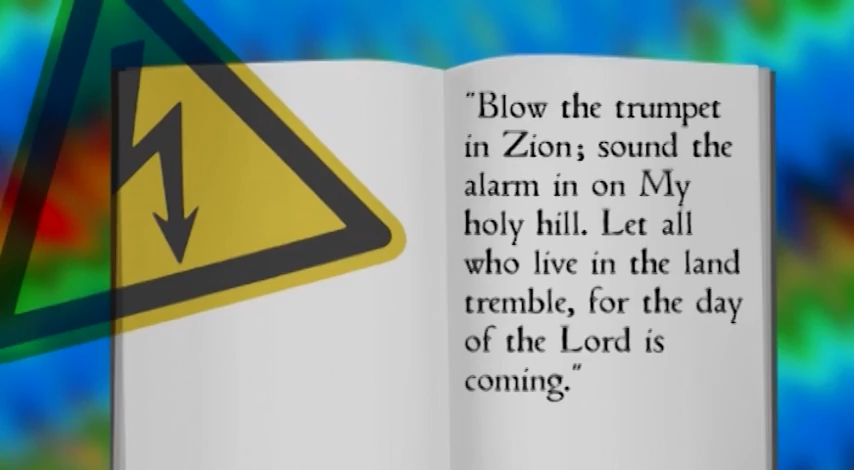 "Blow the trumpet
in Zion; sound the
alarm in on My
holy hill. Let all
who live in the land
tremble, for the day
of the Lord is
coming."